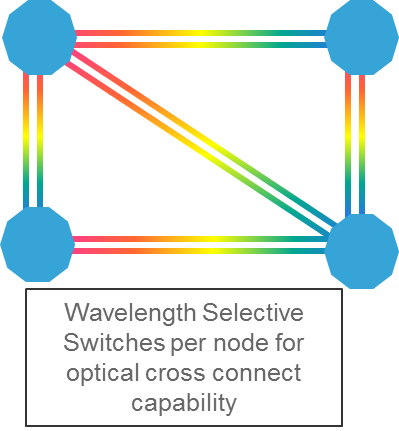 Wavelength Selective
Switches per node for
optical cross connect
capability